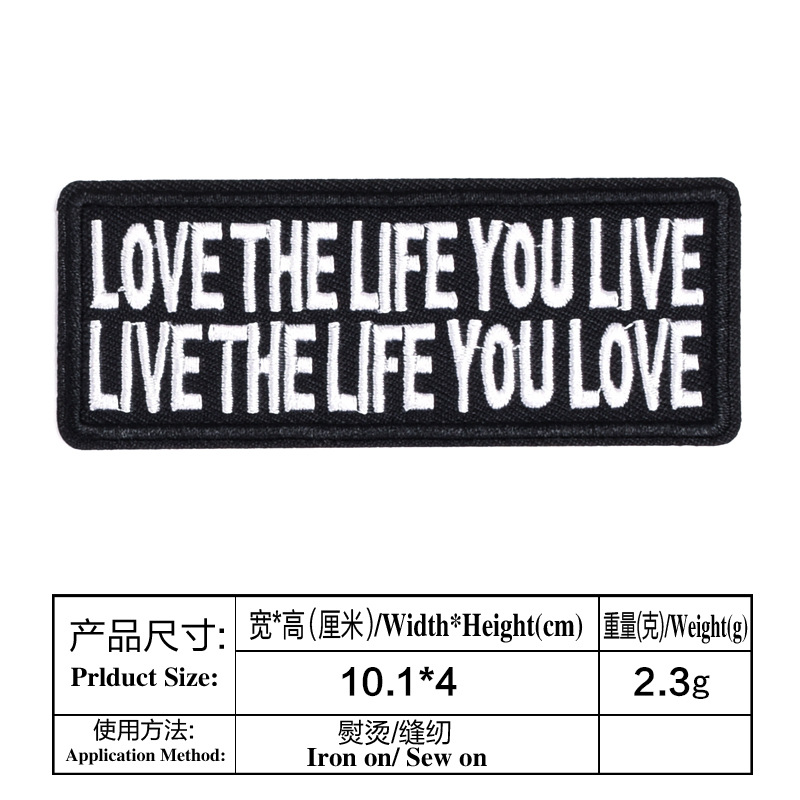 LOVE THE LIFE YOU LIVE
LIVE THE LIFE YOU LOVE
产品尺寸:
Prlduct Size:
宽*高(厘米)/Width*Height(cm)
重量(克)/Weight(g)
10.1*4
2.3g
使用方法:
Application Method:
熨烫/缝纫
Iron on/ Sew on